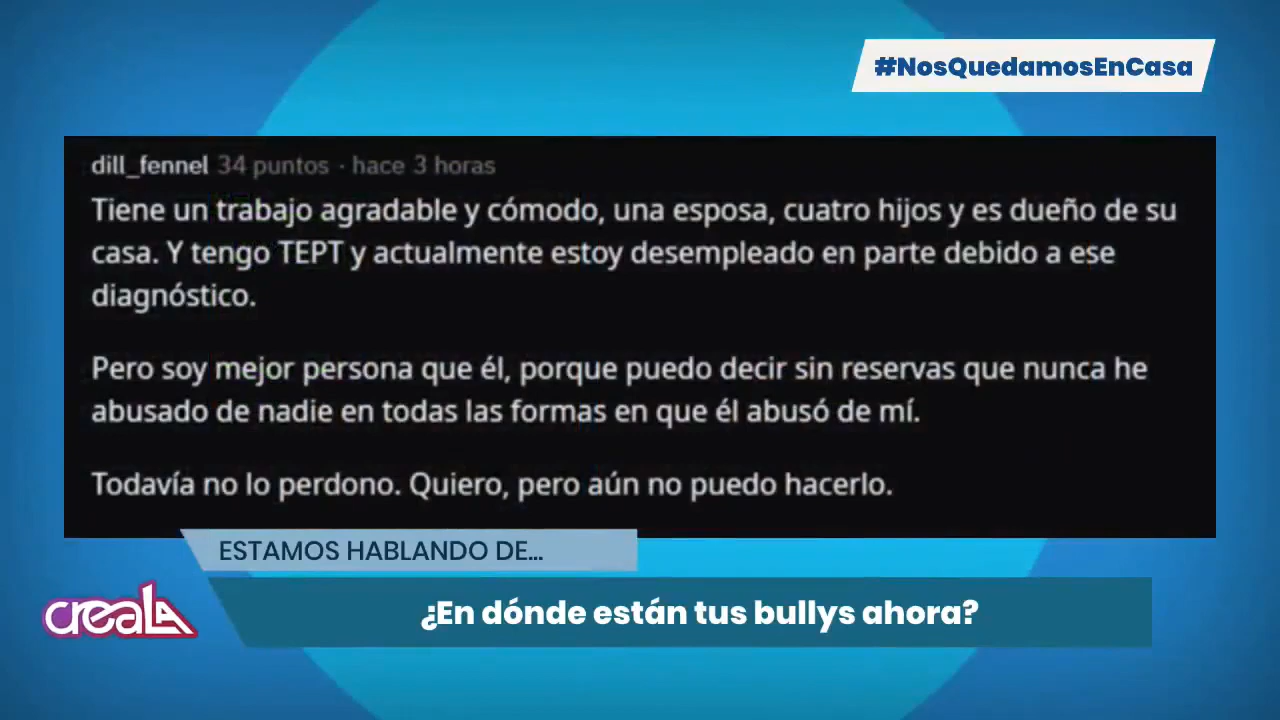 #NosQuedamosEnCasa
dill_fennel 34 puntos · hace 3 horas
Tiene un trabajo agradable y cómodo, una esposa, cuatro hijos y es dueño de su
casa. Y tengo TEPT y actualmente estoy desempleado en parte debido a ese
diagnóstico.
Pero soy mejor persona que él, porque puedo decir sin reservas que nunca he
abusado de nadie en todas las formas en que él abusó de mí.
Todavía no lo perdono. Quiero, pero aún no puedo hacerlo.
ESTAMOS HABLANDO DE...
creaLA
¿En dónde están tus bullys ahora?